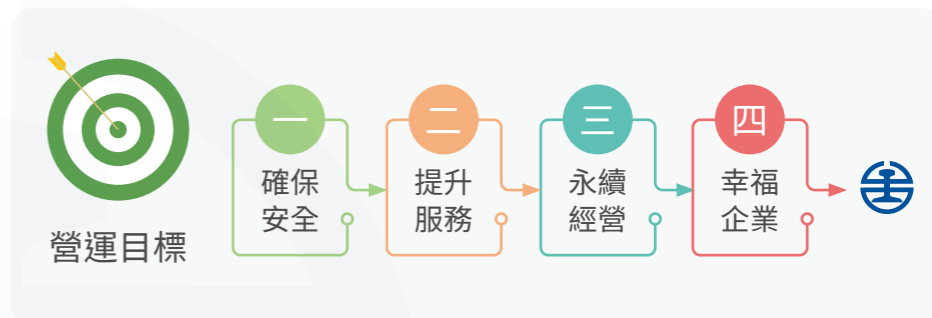 營運目標
一
確保
安全
二
提升
服務
三
永續
經營
四
幸福
企業